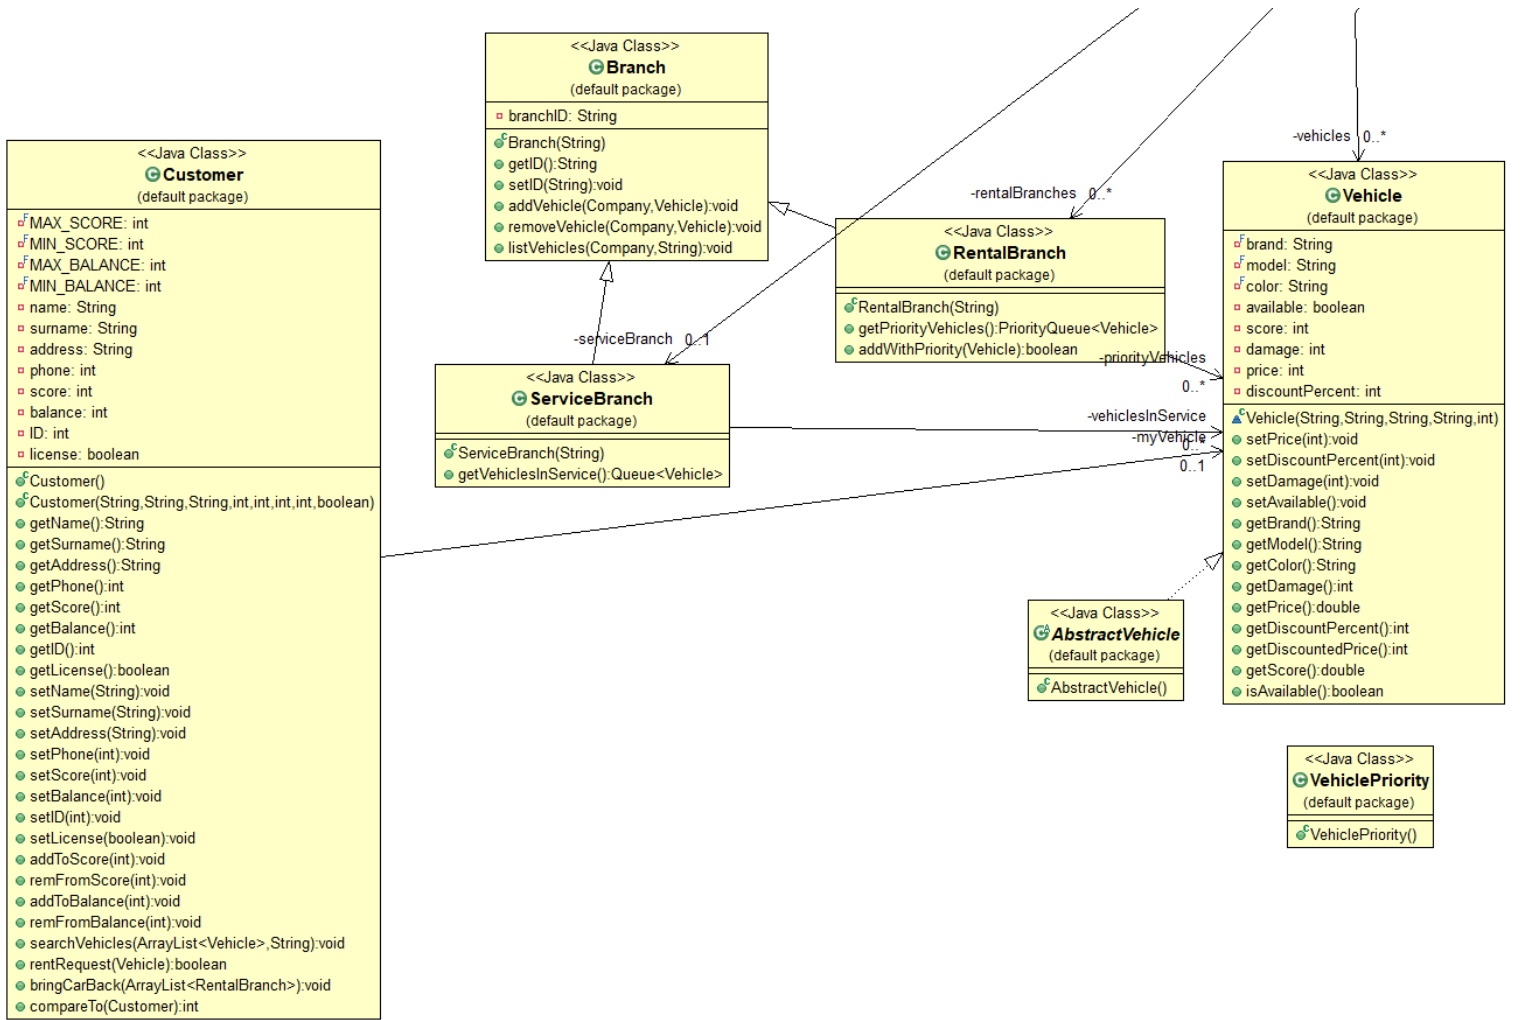 <<Java Class>>
Branch
(default package)
branchID: String
Branch(String)
getID():String
setID(String):void
addVehicle(Company,Vehicle):void
removeVehicle(Company,Vehicle):void
listVehicles(Company,String):void
<<Java Class>>
Customer
(default package)
MAX_SCORE: int
MIN_SCORE: int
MAX_BALANCE: int
MIN_BALANCE: int
name: String
surname: String
address: String
phone: int
score: int
balance: int
ID: int
license: boolean
Customer()
Customer(String,String,String,int,int,int,int,boolean)
getName():String
getSurname():String
getAddress():String
getPhone():int
getScore():int
getBalance():int
getID():int
getLicense():boolean
setName(String):void
setSurname(String):void
setAddress(String):void
setPhone(int):void
setScore(int):void
setBalance(int):void
setID(int):void
setLicense(boolean):void
addToScore(int):void
remFromScore(int):void
addToBalance(int):void
remFromBalance(int):void
searchVehicles(ArrayList<Vehicle>,String):void
rentRequest(Vehicle):boolean
bringCarBack(ArrayList<RentalBranch>):void
compareTo(Customer):int
-serviceBranch 0..1
<<Java Class>>
ServiceBranch
(default package)
ServiceBranch(String)
getVehiclesInService():Queue<Vehicle>
-rentalBranches 0..*
<<Java Class>>
RentalBranch
(default package)
RentalBranch(String)
getPriorityVehicles():PriorityQueue<Vehicle>
addWithPriority(Vehicle):boolean
-priorityVehicles
0..*
-vehiclesInService
0..*
-myVehicle
0..1
-vehicles 0..*
<<Java Class>>
Vehicle
(default package)
brand: String
model: String
color: String
available: boolean
score: int
damage: int
price: int
discountPercent: int
Vehicle(String,String,String,String,int)
setPrice(int):void
setDiscountPercent(int):void
setDamage(int):void
setAvailable():void
getBrand():String
getModel():String
getColor():String
getDamage():int
getPrice():double
getDiscountPercent():int
getDiscountedPrice():int
getScore():double
isAvailable():boolean
<<Java Class>>
AbstractVehicle
(default package)
AbstractVehicle()
<<Java Class>>
VehiclePriority
(default package)
VehiclePriority()